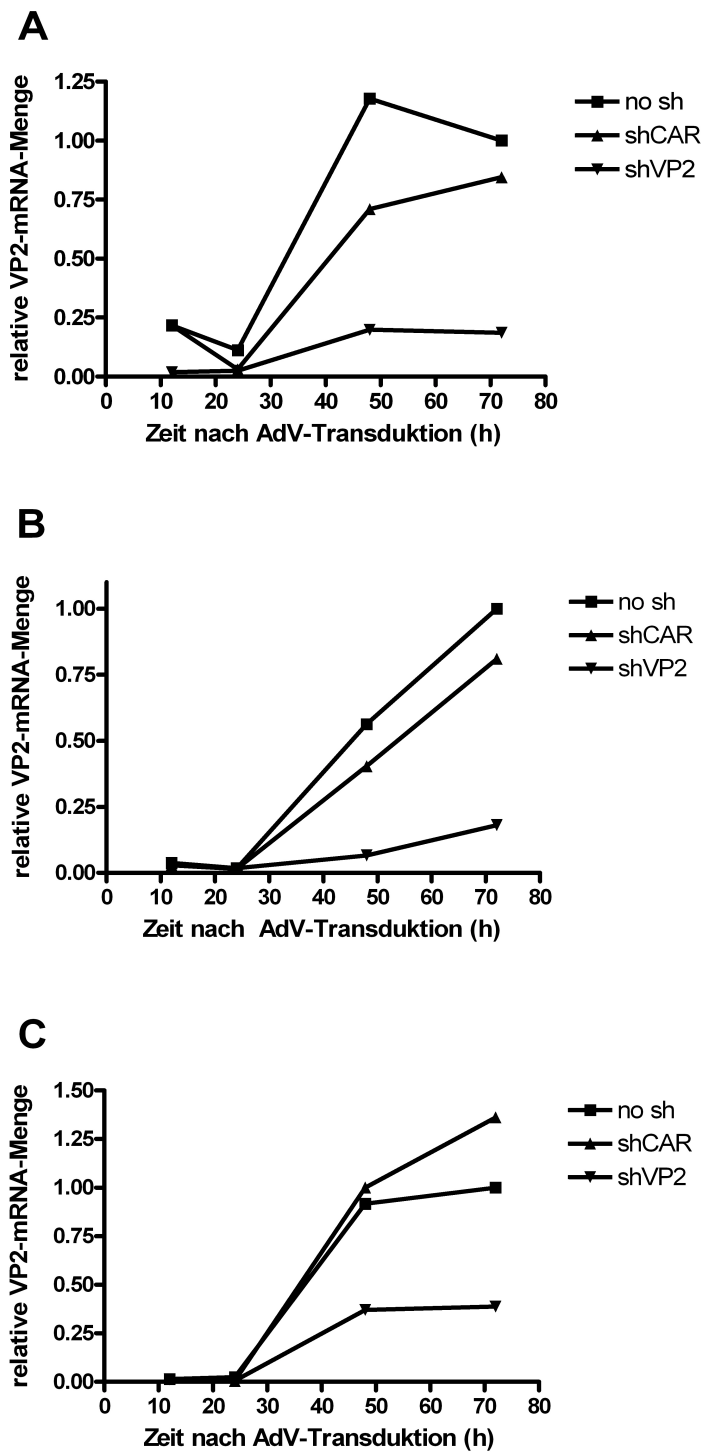 A
relative VP2-mRNA-Menge
1.25
1.00
0.75
0.50
0.25
0.00
0 10 20 30 40 50 60 70 80
Zeit nach AdV-Transduktion (h)
no sh
shCAR
shVP2
B
relative VP2-mRNA-Menge
1.00
0.75
0.50
0.25
0.00
0 10 20 30 40 50 60 70 80
Zeit nach AdV-Transduktion (h)
no sh
shCAR
shVP2
C
relative VP2-mRNA-Menge
1.50
1.25
1.00
0.75
0.50
0.25
0.00
0 10 20 30 40 50 60 70 80
Zeit nach AdV-Transduktion (h)
no sh
shCAR
shVP2